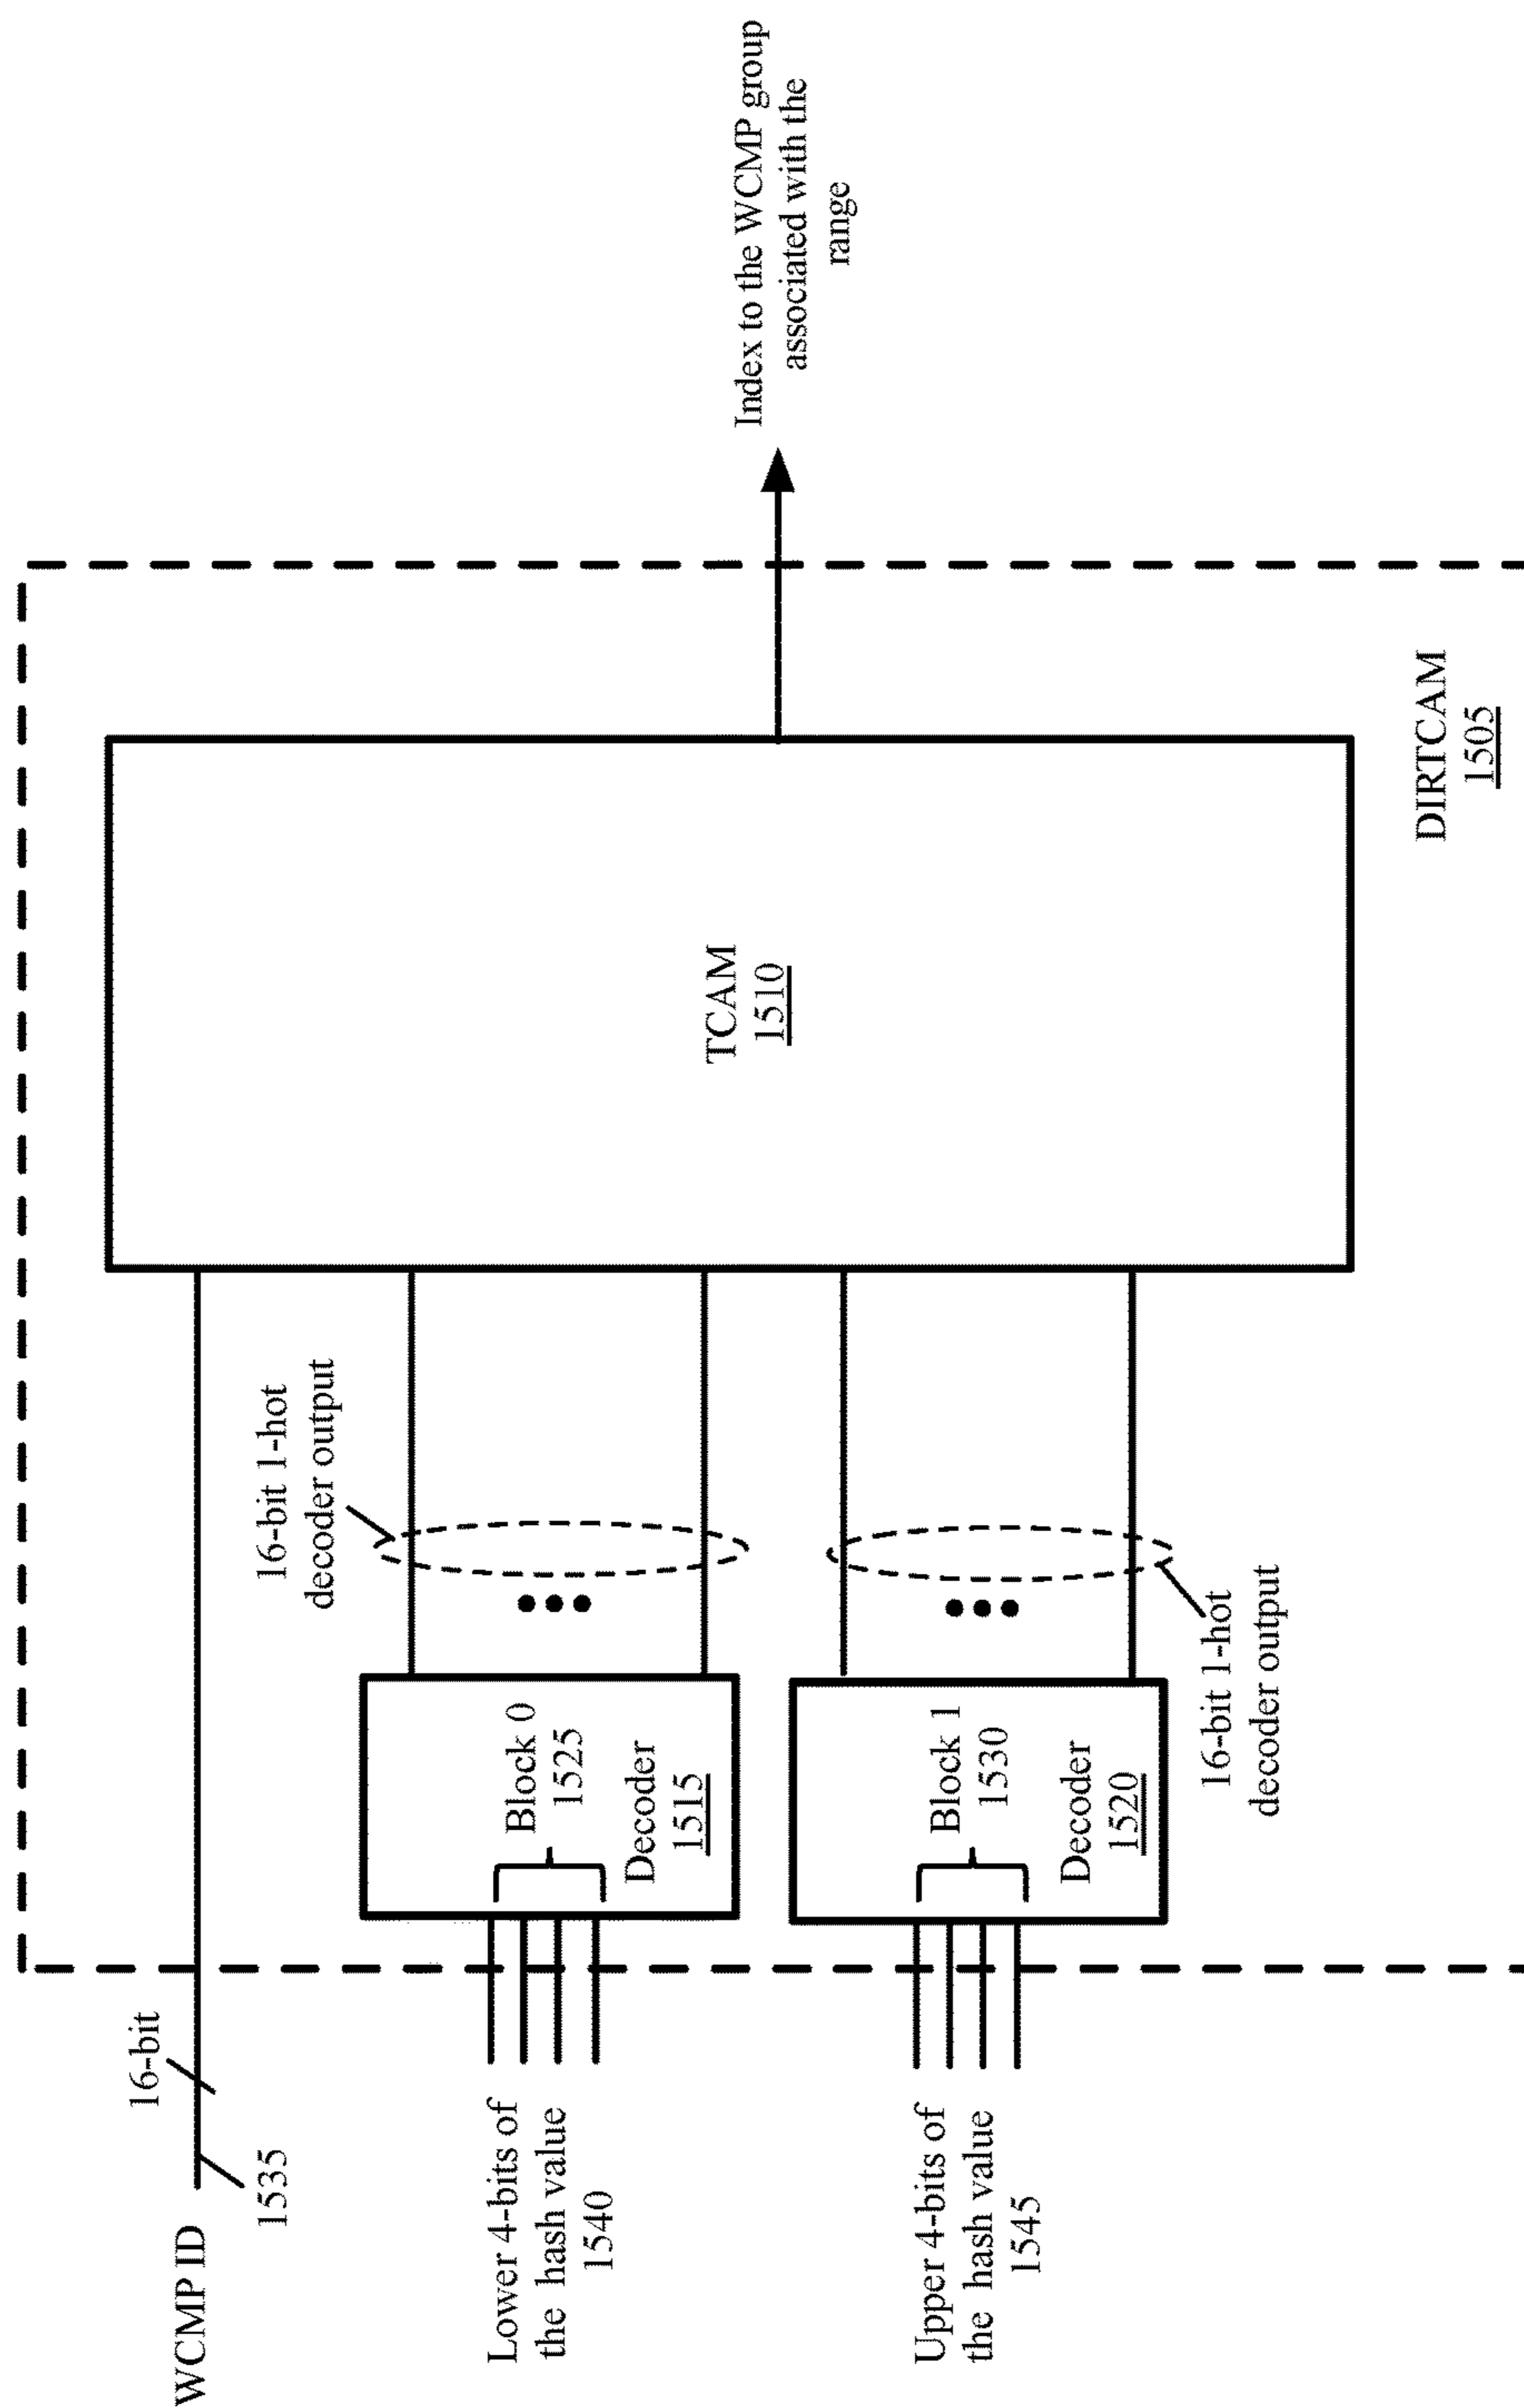 WCMP ID
1535
16-bit
Lower 4-bits of
the hash value
1540
Block 0
1525
Decoder
1515
16-bit 1-hot
decoder output
Upper 4-bits of
the hash value
1545
Block 1
1530
Decoder
1520
16-bit 1-hot
decoder output
TCAM
1510
Index to the WCMP group
associated with the
range
DIRTCAM
1505